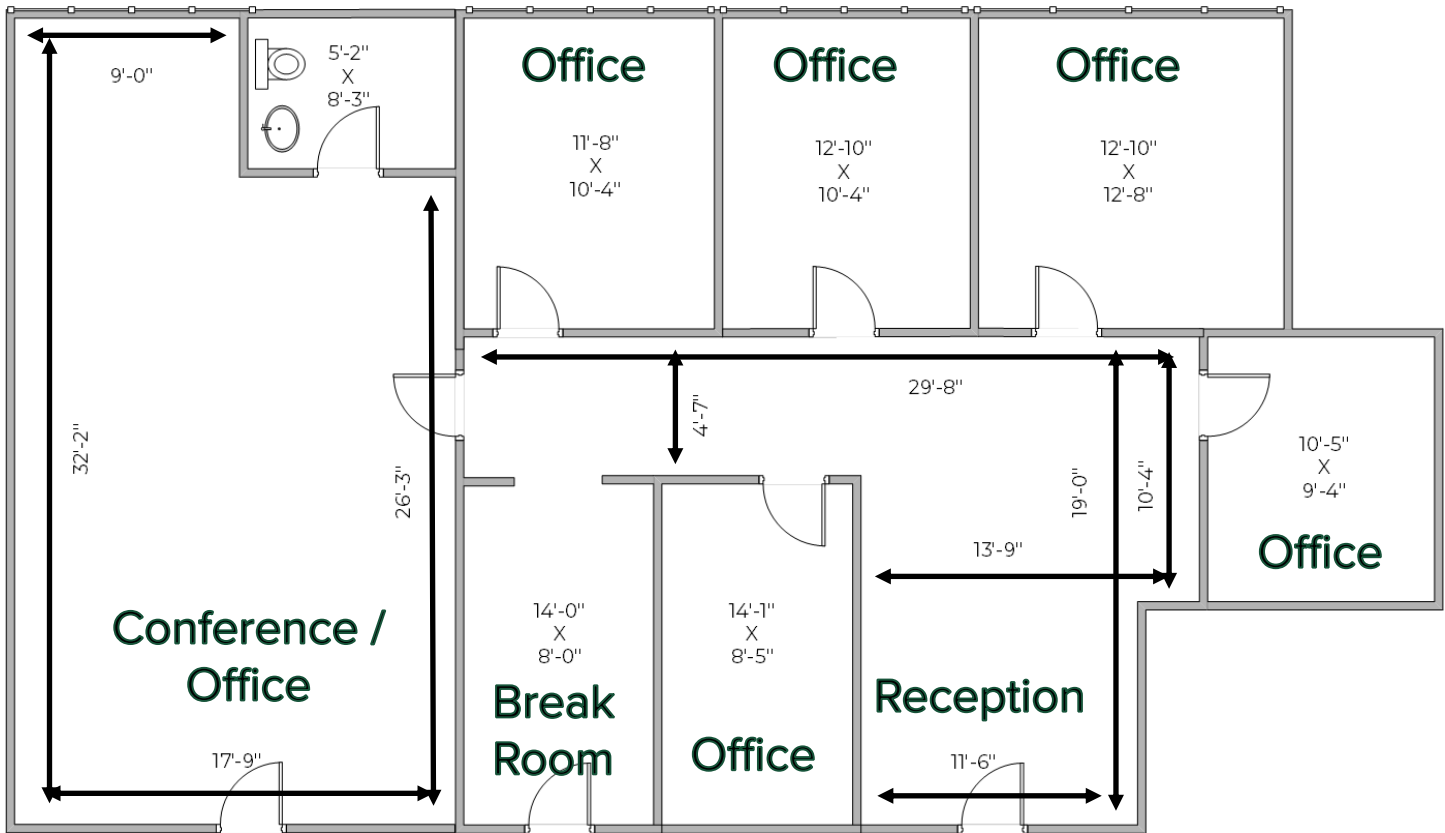 9'-0"
5'-2"
X
8'-3"
Office
11'-8"
X
10'-4"
Office
12'-10"
X
10'-4"
Office
12'-10"
X
12'-8"
32'-2"
26'-3"
4'-7"
29'-8"
19'-0"
10'-4"
13'-9"
10'-5"
X
9'-4"
Office
Conference /
Office
17'-9"
14'-0"
X
8'-0"
Break
Room
14'-1"
X
8'-5"
Office
Reception
11'-6"